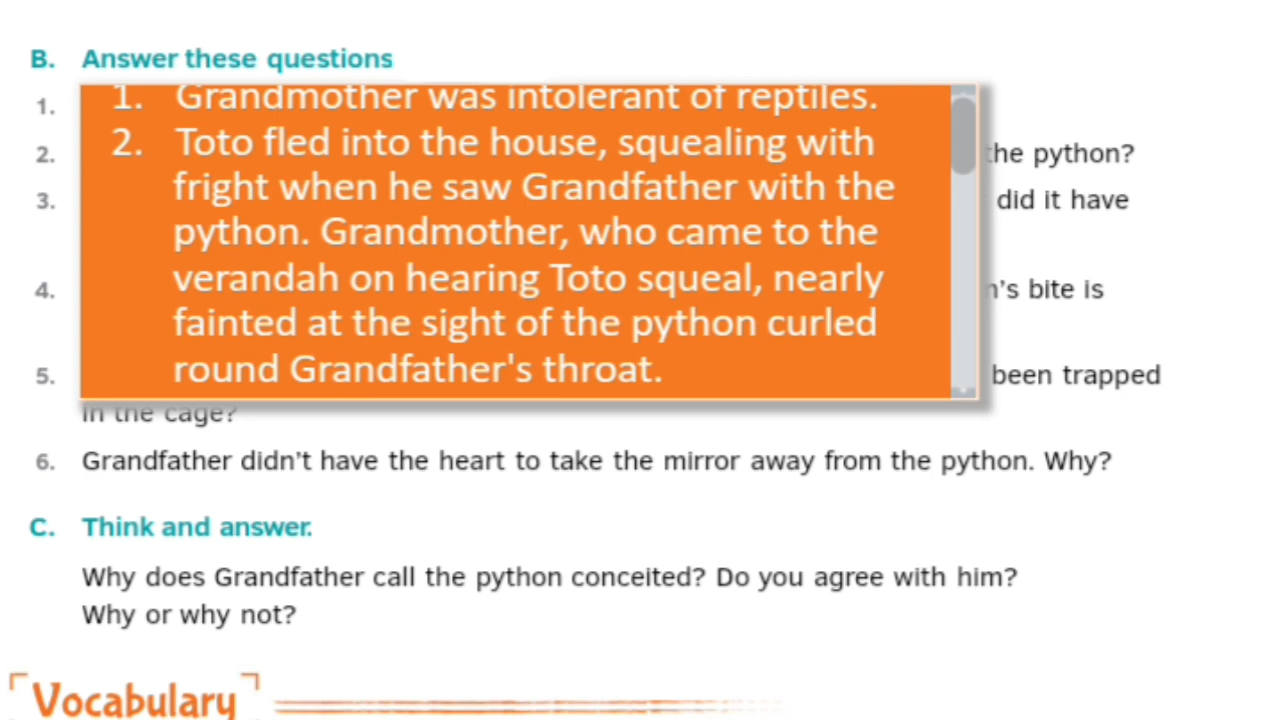 B. Answer these questions
1. 1. Grandmother was intolerant of reptiles.
2. 2. Toto fled into the house, squealing with
the python?
fright when he saw Grandfather with the
3. did it have
python. Grandmother, who came to the
verandah on hearing Toto squeal, nearly
4. n's bite is
fainted at the sight of the python curled
round Grandfather's throat.
5. been trapped
in the cage?
6. Grandfather didn't have the heart to take the mirror away from the python. Why?
C. Think and answer.
Why does Grandfather call the python conceited? Do you agree with him?
Why or why not?
Vocabulary